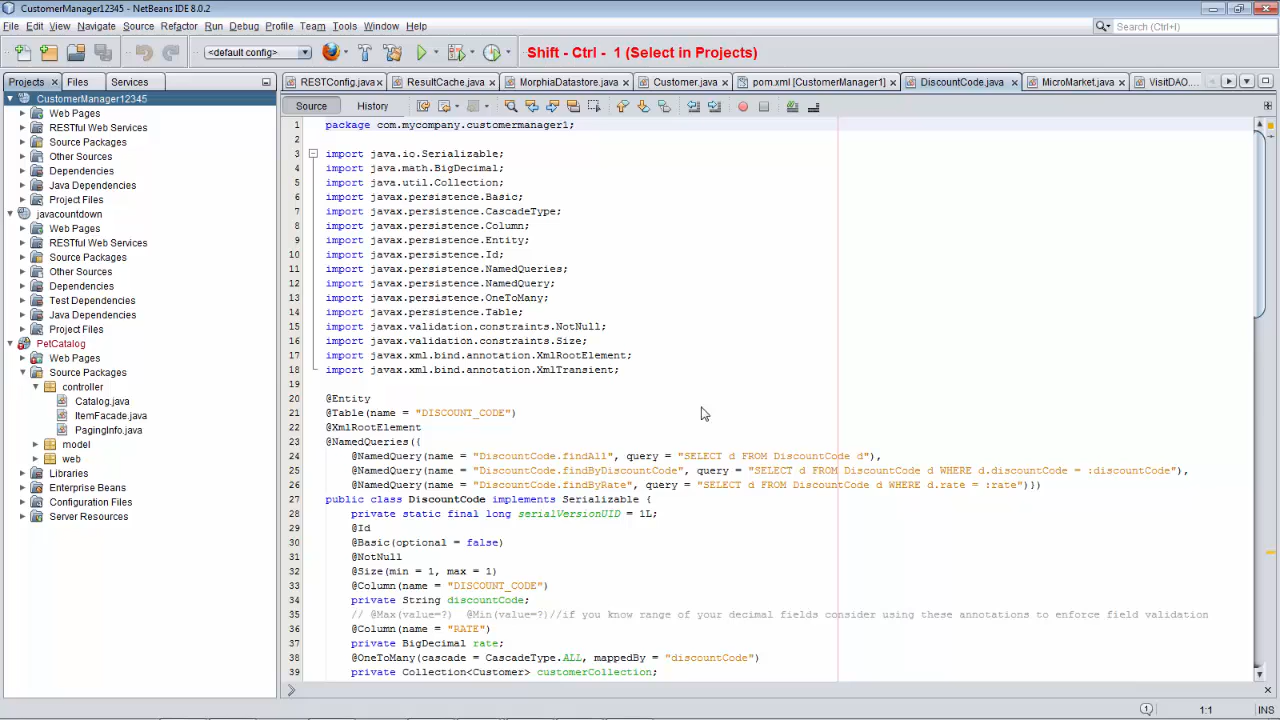 CustomerManager12345 - NetBeans IDE 8.0.2
File Edit View Navigate Source Refactor Run Debug Profile Team Tools Window Help
Search (Ctrl+I)
<default config>
Shift - Ctrl - 1 (Select in Projects)
Projects Files Services
RESTConfig.java ResultCache.java MorphiaDatastore.java Customer.java pom.xml [CustomerManager1] DiscountCode.java MicroMarket.java VisitDAO....
Source History
CustomerManager12345
Web Pages
RESTful Web Services
Source Packages
Other Sources
Dependencies
Java Dependencies
Project Files
javacountdown
Web Pages
RESTful Web Services
Source Packages
Other Sources
Dependencies
Test Dependencies
Java Dependencies
Project Files
PetCatalog
Web Pages
Source Packages
controller
Catalog.java
ItemFacade.java
PagingInfo.java
model
web
Libraries
Enterprise Beans
Configuration Files
Server Resources
1 package com.mycompany.customermanager1;
2
3 import java.io.Serializable;
4 import java.math.BigDecimal;
5 import java.util.Collection;
6 import javax.persistence.Basic;
7 import javax.persistence.CascadeType;
8 import javax.persistence.Column;
9 import javax.persistence.Entity;
10 import javax.persistence.Id;
11 import javax.persistence.NamedQueries;
12 import javax.persistence.NamedQuery;
13 import javax.persistence.OneToMany;
14 import javax.persistence.Table;
15 import javax.validation.constraints.NotNull;
16 import javax.validation.constraints.Size;
17 import javax.xml.bind.annotation.XmlRootElement;
18 import javax.xml.bind.annotation.XmlTransient;
19
20 @Entity
21 @Table(name = "DISCOUNT_CODE")
22 @XmlRootElement
23 @NamedQueries({
24 @NamedQuery(name = "DiscountCode.findAll", query = "SELECT d FROM DiscountCode d"),
25 @NamedQuery(name = "DiscountCode.findByDiscountCode", query = "SELECT d FROM DiscountCode d WHERE d.discountCode = :discountCode"),
26 @NamedQuery(name = "DiscountCode.findByRate", query = "SELECT d FROM DiscountCode d WHERE d.rate = :rate")})
27 public class DiscountCode implements Serializable {
28 private static final long serialVersionUID = 1L;
29 @Id
30 @Basic(optional = false)
31 @NotNull
32 @Size(min = 1, max = 1)
33 @Column(name = "DISCOUNT_CODE")
34 private String discountCode;
35 // @Max(value=?) @Min(value=?)//if you know range of your decimal fields consider using these annotations to enforce field validation
36 @Column(name = "RATE")
37 private BigDecimal rate;
38 @OneToMany(cascade = CascadeType.ALL, mappedBy = "discountCode")
39 private Collection<Customer> customerCollection;
1:1 INS